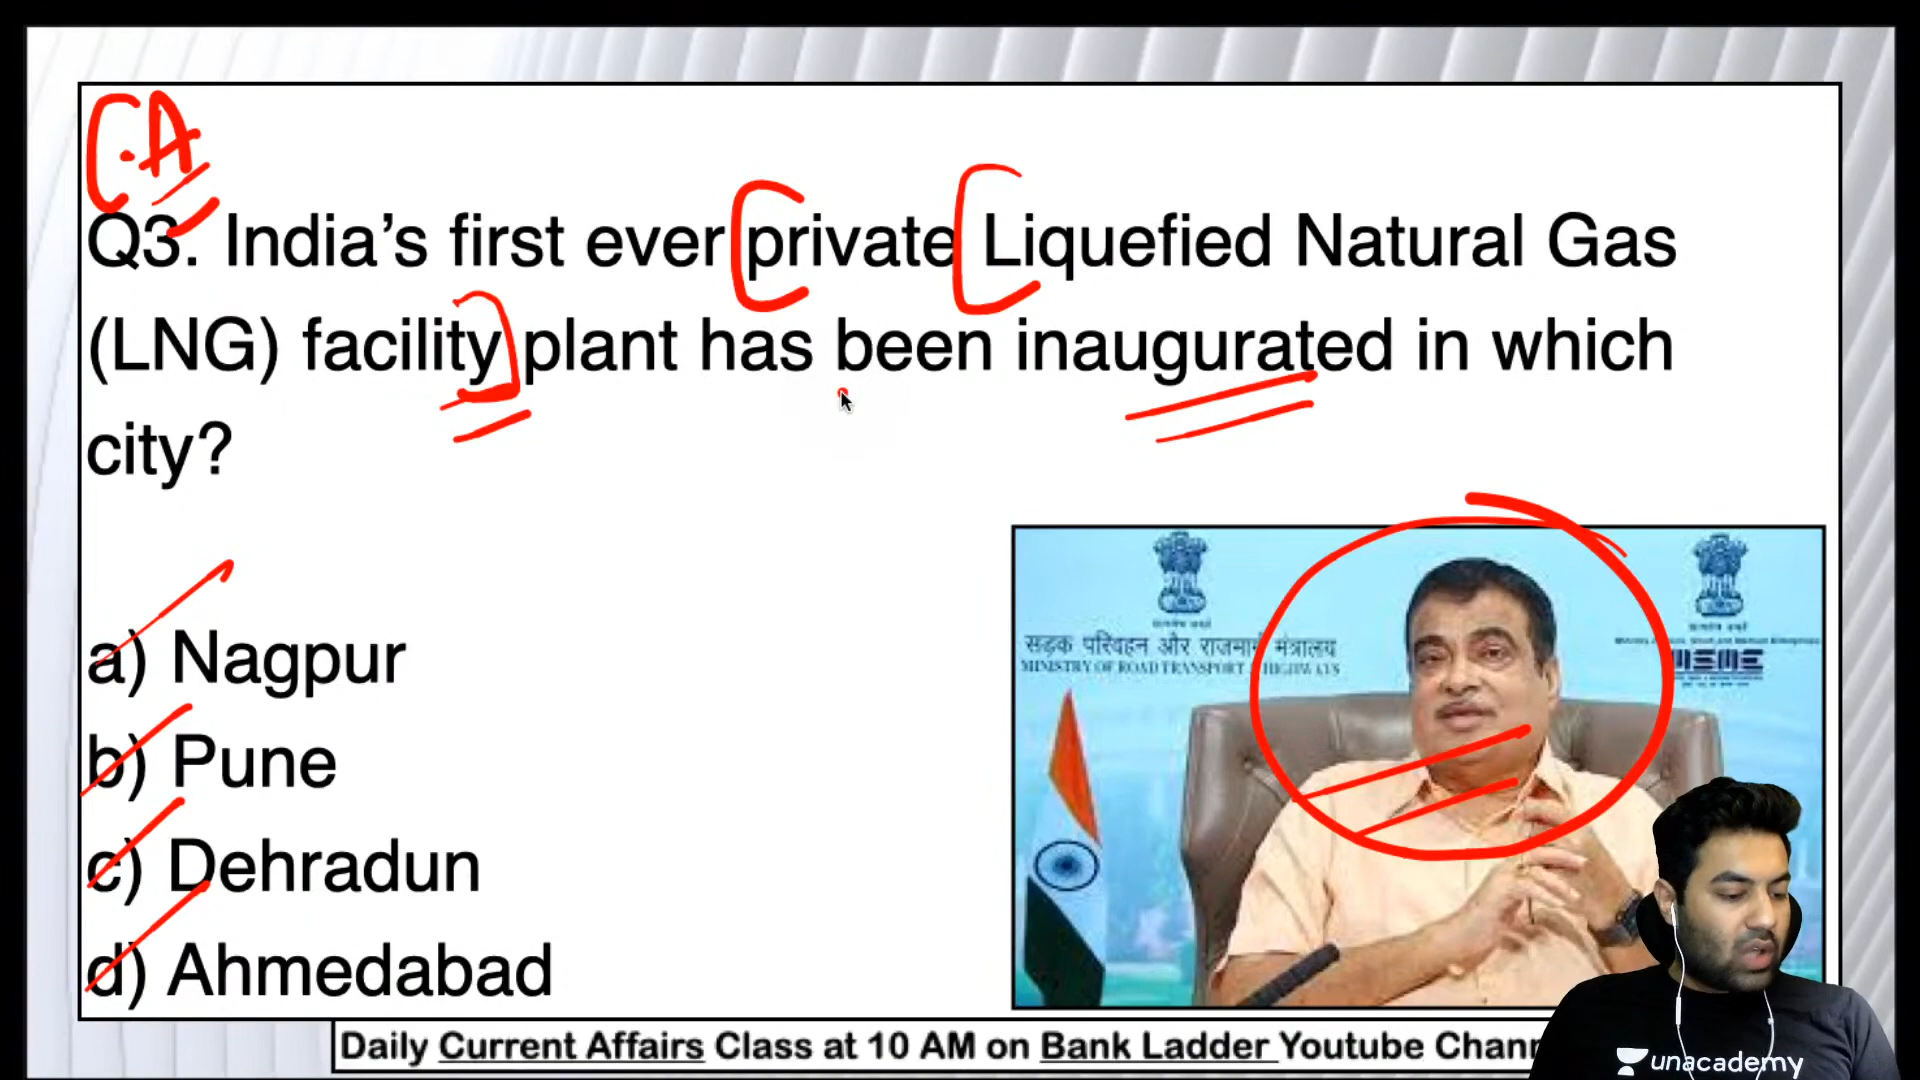 C.A
Q3. India’s first ever private Liquefied Natural Gas
(LNG) facility plant has been inaugurated in which
city?
a) Nagpur
b) Pune
c) Dehradun
d) Ahmedabad
सड़क परिवहन और राजमार्ग मंत्रालय
MINISTRY OF ROAD TRANSPORT & HIGHWAYS
Daily Current Affairs Class at 10 AM on Bank Ladder Youtube
unacademy